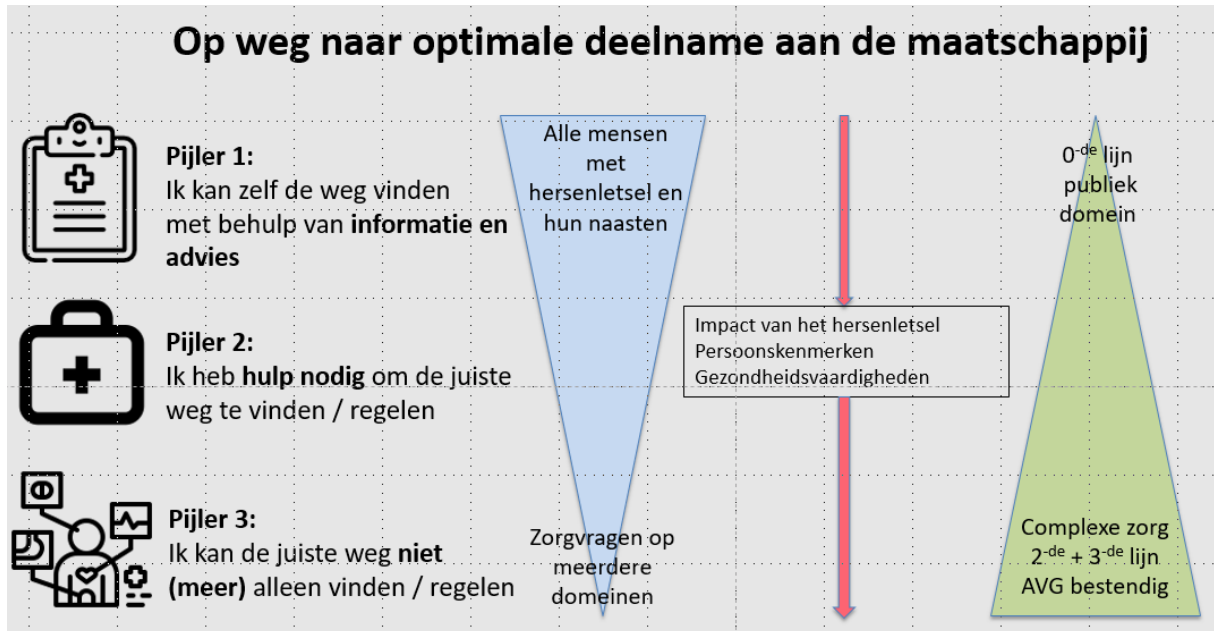 Op weg naar optimale deelname aan de maatschappij
Pijler 1:
Ik kan zelf de weg vinden
met behulp van informatie en
advies
Pijler 2:
Ik heb hulp nodig om de juiste
weg te vinden / regelen
Pijler 3:
Ik kan de juiste weg niet
(meer) alleen vinden / regelen
Alle mensen
met
hersenletsel en
hun naasten
Zorgvragen op
meerdere
domeinen
Impact van het hersenletsel
Persoonskenmerken
Gezondheidsvaardigheden
0-de lijn
publiek
domein
Complexe zorg
2-de + 3-de lijn
AVG bestendig